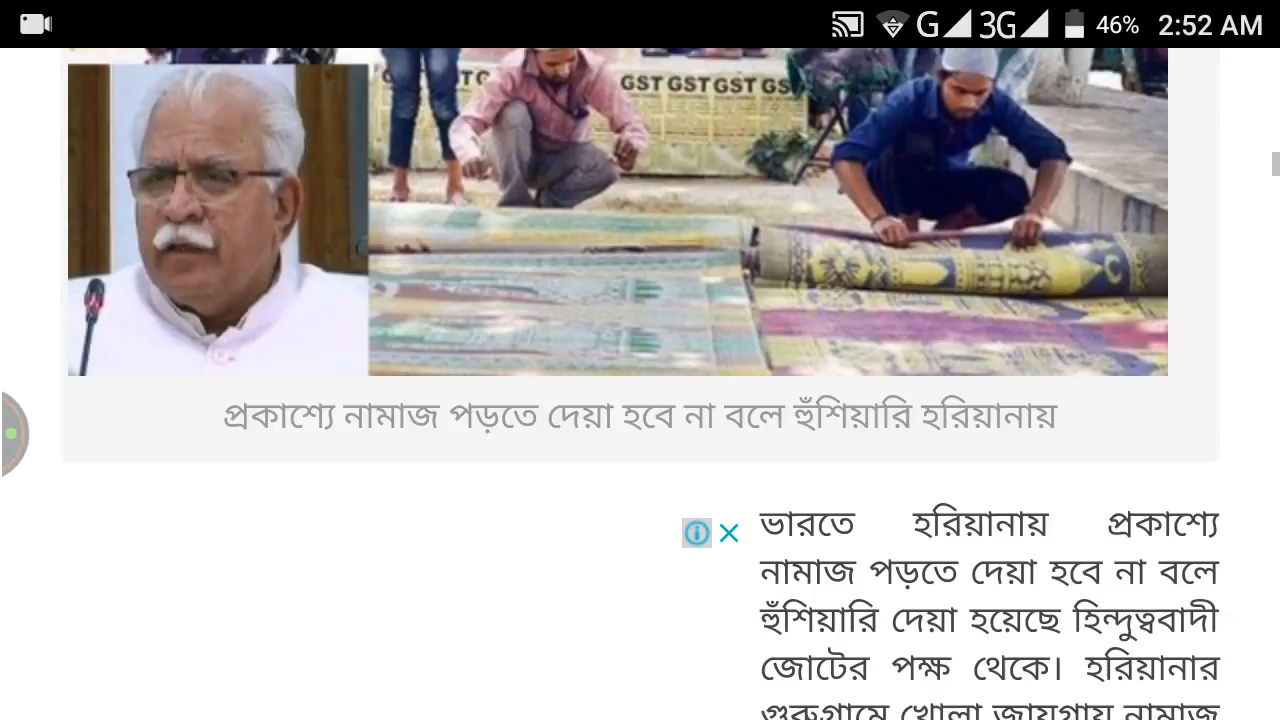 G 3G 46% 2:52 AM
GST GST GST GS
প্রকাশ্যে নামাজ পড়তে দেয়া হবে না বলে হুঁশিয়ারি হরিয়ানায়
ভারতে হরিয়ানায় প্রকাশ্যে
নামাজ পড়তে দেয়া হবে না বলে
হুঁশিয়ারি দেয়া হয়েছে হিন্দুত্ববাদী
জোটের পক্ষ থেকে। হরিয়ানার
গুরুগ্রামে খোলা জায়গায় নামাজ